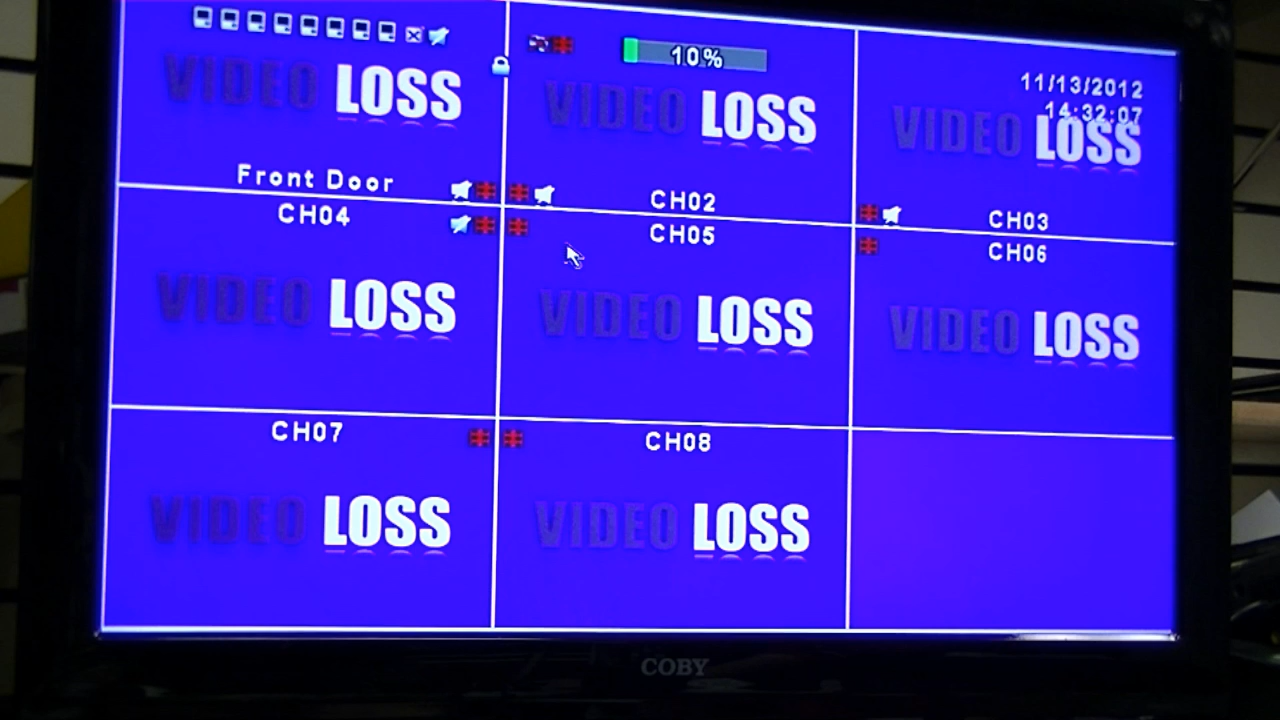 10%
11/13/2012
14:32:07
VIDEO LOSS
VIDEO LOSS
VIDEO LOSS
Front Door
CH02
CH03
CH04
CH05
CH06
VIDEO LOSS
VIDEO LOSS
VIDEO LOSS
CH07
CH08
VIDEO LOSS
VIDEO LOSS
COBY